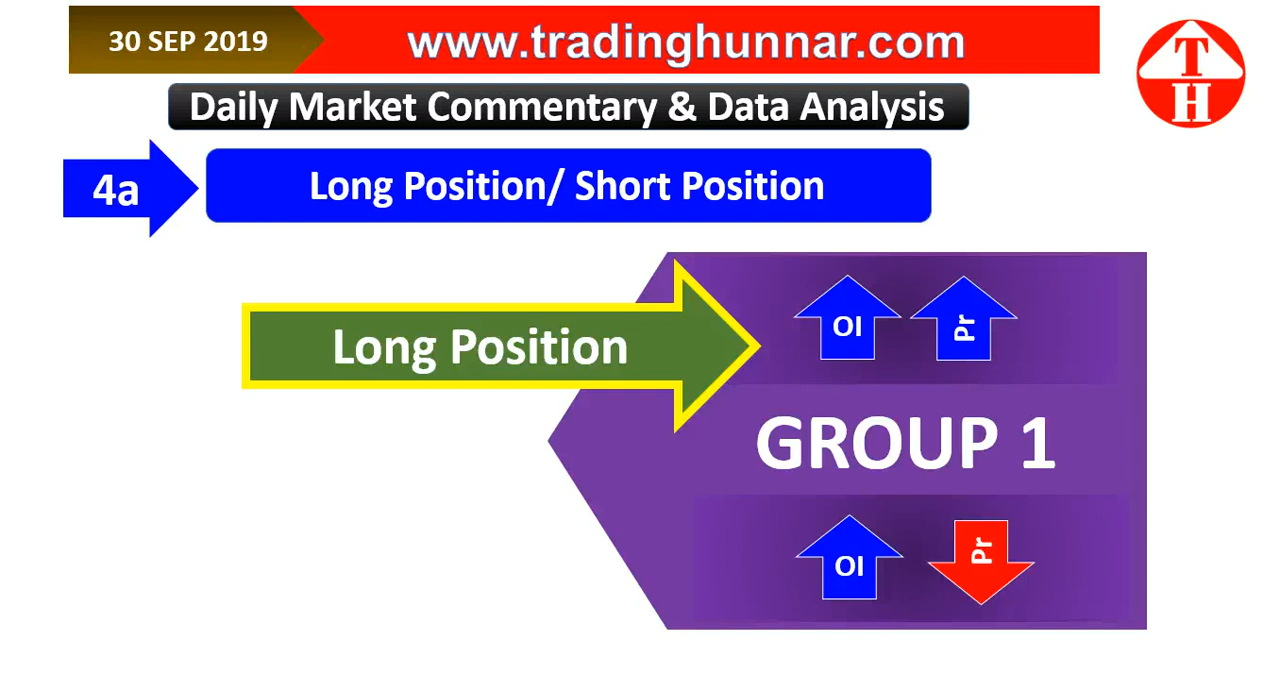 30 SEP 2019
www.tradinghunnar.com
T
H
Daily Market Commentary & Data Analysis
4a
Long Position/ Short Position
OI
Pr
Long Position
GROUP 1
OI
Pr